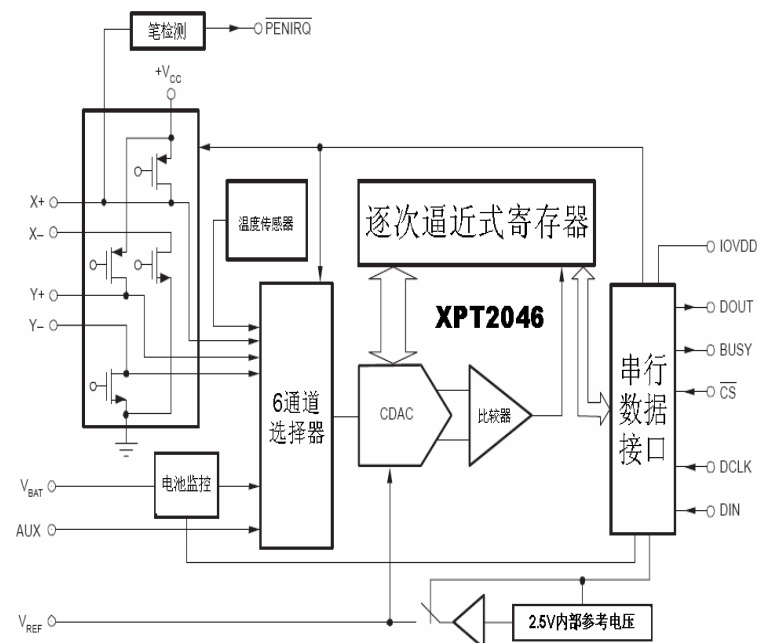 笔检测
PENIRQ
+VCC
X+
X–
Y+
Y–
温度传感器
逐次逼近式寄存器
XPT2046
IOVDD
DOUT
BUSY
CS
DCLK
DIN
串行
数据
接口
6通道
选择器
CDAC
比较器
VBAT
电池监控
AUX
VREF
2.5V内部参考电压